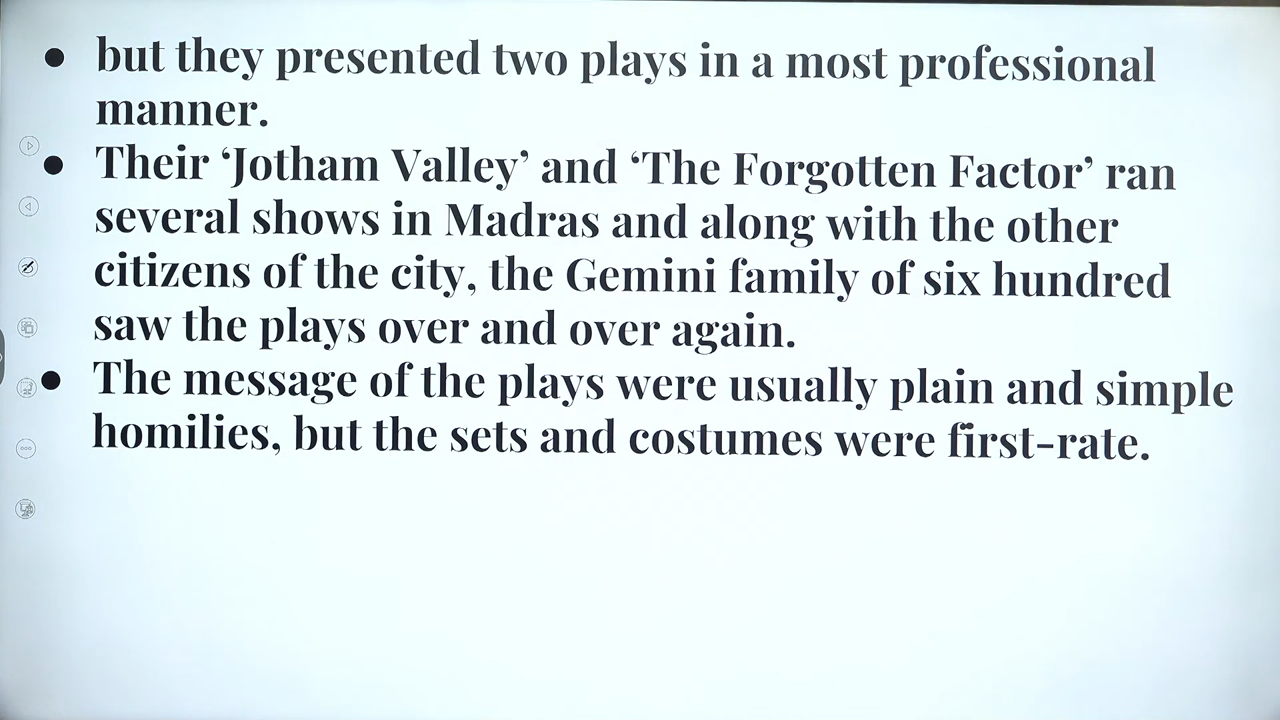 • but they presented two plays in a most professional
manner.
• Their ‘Jotham Valley’ and ‘The Forgotten Factor’ ran
several shows in Madras and along with the other
citizens of the city, the Gemini family of six hundred
saw the plays over and over again.
• The message of the plays were usually plain and simple
homilies, but the sets and costumes were first-rate.